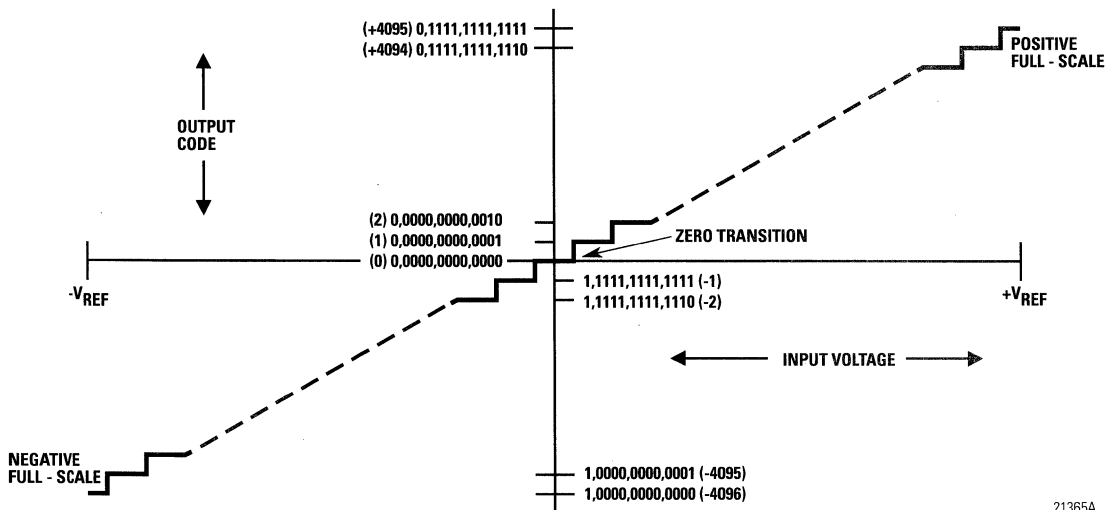 (+4095) 0,1111,1111,1111
(+4094) 0,1111,1111,1110
POSITIVE
FULL - SCALE
OUTPUT
CODE
(2) 0,0000,0000,0010
(1) 0,0000,0000,0001
(0) 0,0000,0000,0000
ZERO TRANSITION
-VREF
1,1111,1111,1111 (-1)
1,1111,1111,1110 (-2)
+VREF
INPUT VOLTAGE
NEGATIVE
FULL - SCALE
1,0000,0000,0001 (-4095)
1,0000,0000,0000 (-4096)
21365A